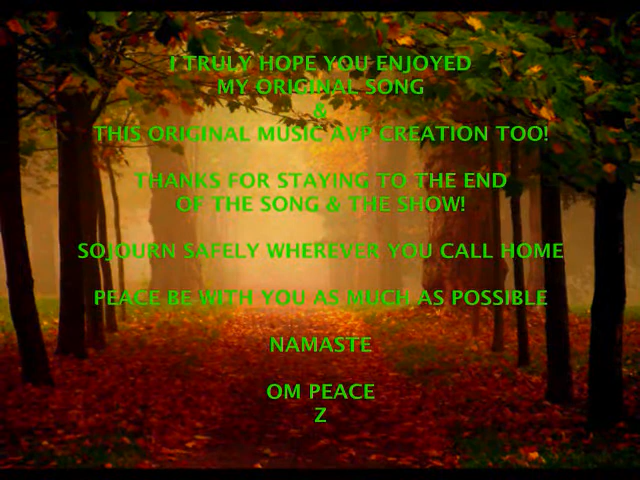 I TRULY HOPE YOU ENJOYED
MY ORIGINAL SONG
&
THIS ORIGINAL MUSIC AVP CREATION TOO!
THANKS FOR STAYING TO THE END
OF THE SONG & THE SHOW!
SOJOURN SAFELY WHEREVER YOU CALL HOME
PEACE BE WITH YOU AS MUCH AS POSSIBLE
NAMASTE
OM PEACE
Z